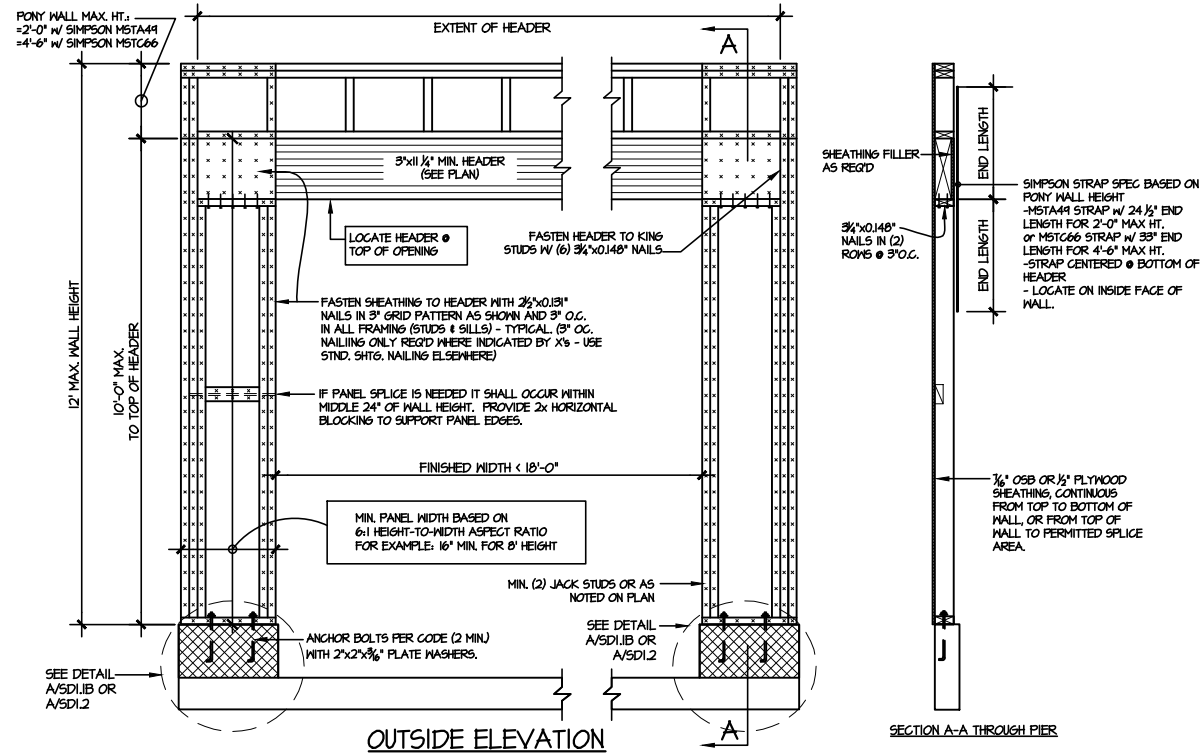 PONY WALL MAX. HT.:
=2'-0" W/ SIMPSON MSTA49
=4'-6" W/ SIMPSON MSTC66
EXTENT OF HEADER
A
12' MAX. WALL HEIGHT
10'-0" MAX.
TO TOP OF HEADER
3"x11 1/4" MIN. HEADER
(SEE PLAN)
LOCATE HEADER @
TOP OF OPENING
FASTEN HEADER TO KING
STUDS W/ (6) 3¼"x0.148" NAILS
FASTEN SHEATHING TO HEADER WITH 2½"x0.131"
NAILS IN 3" GRID PATTERN AS SHOWN AND 3" O.C.
IN ALL FRAMING (STUDS & SILLS) - TYPICAL. (3" OC.
NAILIING ONLY REQ'D WHERE INDICATED BY X's - USE
STND. SHTG. NAILING ELSEWHERE)
IF PANEL SPLICE IS NEEDED IT SHALL OCCUR WITHIN
MIDDLE 24" OF WALL HEIGHT. PROVIDE 2x HORIZONTAL
BLOCKING TO SUPPORT PANEL EDGES.
FINISHED WIDTH < 18'-0"
MIN. PANEL WIDTH BASED ON
6:1 HEIGHT-TO-WIDTH ASPECT RATIO
FOR EXAMPLE: 16" MIN. FOR 8' HEIGHT
MIN. (2) JACK STUDS OR AS
NOTED ON PLAN
SEE DETAIL
A/SD1.1B OR
A/SD1.2
ANCHOR BOLTS PER CODE (2 MIN.)
WITH 2"x2"x3/16" PLATE WASHERS.
SEE DETAIL
A/SD1.1B OR
A/SD1.2
A
OUTSIDE ELEVATION
SHEATHING FILLER
AS REQ'D
3¼"x0.148"
NAILS IN (2)
ROWS @ 3"O.C.
END LENGTH
END LENGTH
SIMPSON STRAP SPEC BASED ON
PONY WALL HEIGHT
-MSTA49 STRAP W/ 24 ½" END
LENGTH FOR 2'-0" MAX HT.
or MSTC66 STRAP W/ 33" END
LENGTH FOR 4'-6" MAX HT.
-STRAP CENTERED @ BOTTOM OF
HEADER
- LOCATE ON INSIDE FACE OF
WALL.
7/16" OSB OR ½" PLYWOOD
SHEATHING, CONTINUOUS
FROM TOP TO BOTTOM OF
WALL, OR FROM TOP OF
WALL TO PERMITTED SPLICE
AREA.
SECTION A-A THROUGH PIER